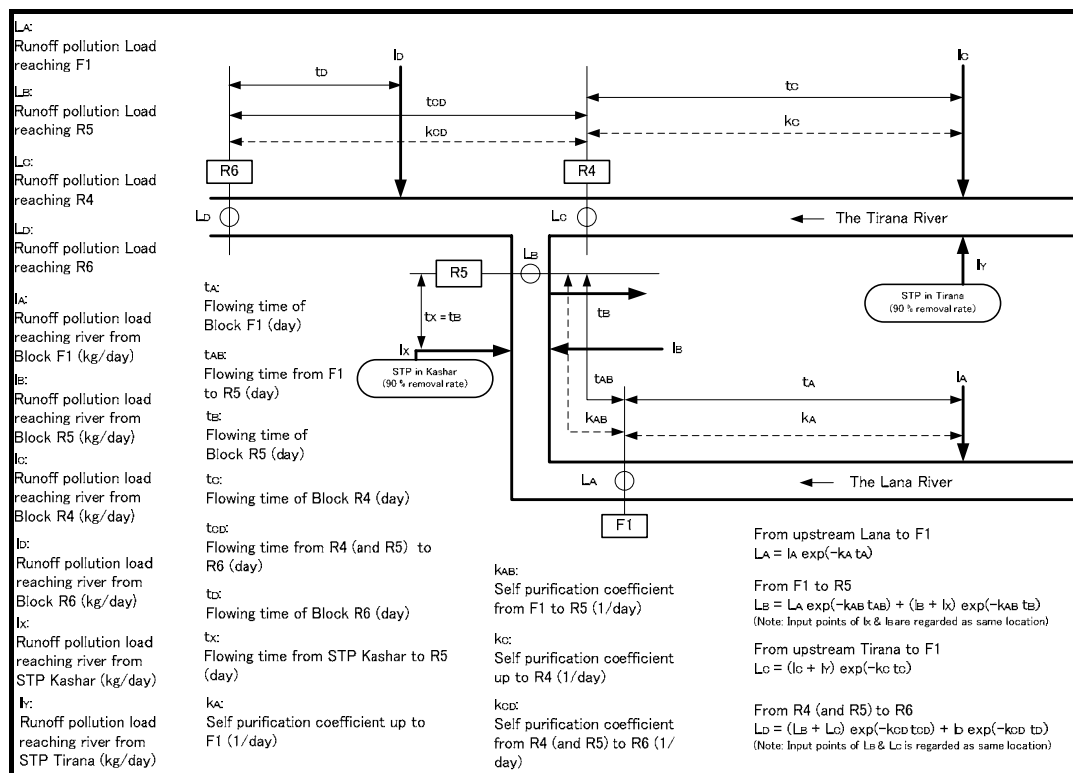 LA:
Runoff pollution Load
reaching F1
LB:
Runoff pollution Load
reaching R5
LC:
Runoff pollution Load
reaching R4
LD:
Runoff pollution Load
reaching R6
IA:
Runoff pollution load
reaching river from
Block F1 (kg/day)
IB:
Runoff pollution load
reaching river from
Block R5 (kg/day)
IC:
Runoff pollution load
reaching river from
Block R4 (kg/day)
ID:
Runoff pollution load
reaching river from
Block R6 (kg/day)
IX:
Runoff pollution load
reaching river from
STP Kashar (kg/day)
IY:
Runoff pollution load
reaching river from
STP Tirana (kg/day)
ID
IC
tD
tC
tCD
kCD
kC
R6
R4
LD
LC
The Tirana River
LB
R5
IY
STP in Tirana
(90 % removal rate)
tX = tB
tB
IX
IB
STP in Kashar
(90 % removal rate)
tAB
tA
IA
kAB
kA
LA
The Lana River
F1
tA:
Flowing time of
Block F1 (day)
tAB:
Flowing time from F1
to R5 (day)
tB:
Flowing time of
Block R5 (day)
tC:
Flowing time of Block R4 (day)
tCD:
Flowing time from R4 (and R5) to
R6 (day)
tD:
Flowing time of Block R6 (day)
tX:
Flowing time from STP Kashar to R5
(day)
kA:
Self purification coefficient up to
F1 (1/day)
kAB:
Self purification coefficient
from F1 to R5 (1/day)
kC:
Self purification coefficient
up to R4 (1/day)
kCD:
Self purification coefficient
from R4 (and R5) to R6 (1/
day)
From upstream Lana to F1
LA = IA exp(-kA tA)
From F1 to R5
LB = LA exp(-kAB tAB) + (IB + IX) exp(-kAB tB)
(Note: Input points of IX & IB are regarded as same location)
From upstream Tirana to F1
LC = (IC + IY) exp(-kC tC)
From R4 (and R5) to R6
LD = (LB + LC) exp(-kCD tCD) + ID exp(-kCD tD)
(Note: Input points of LB & LC is regarded as same location)